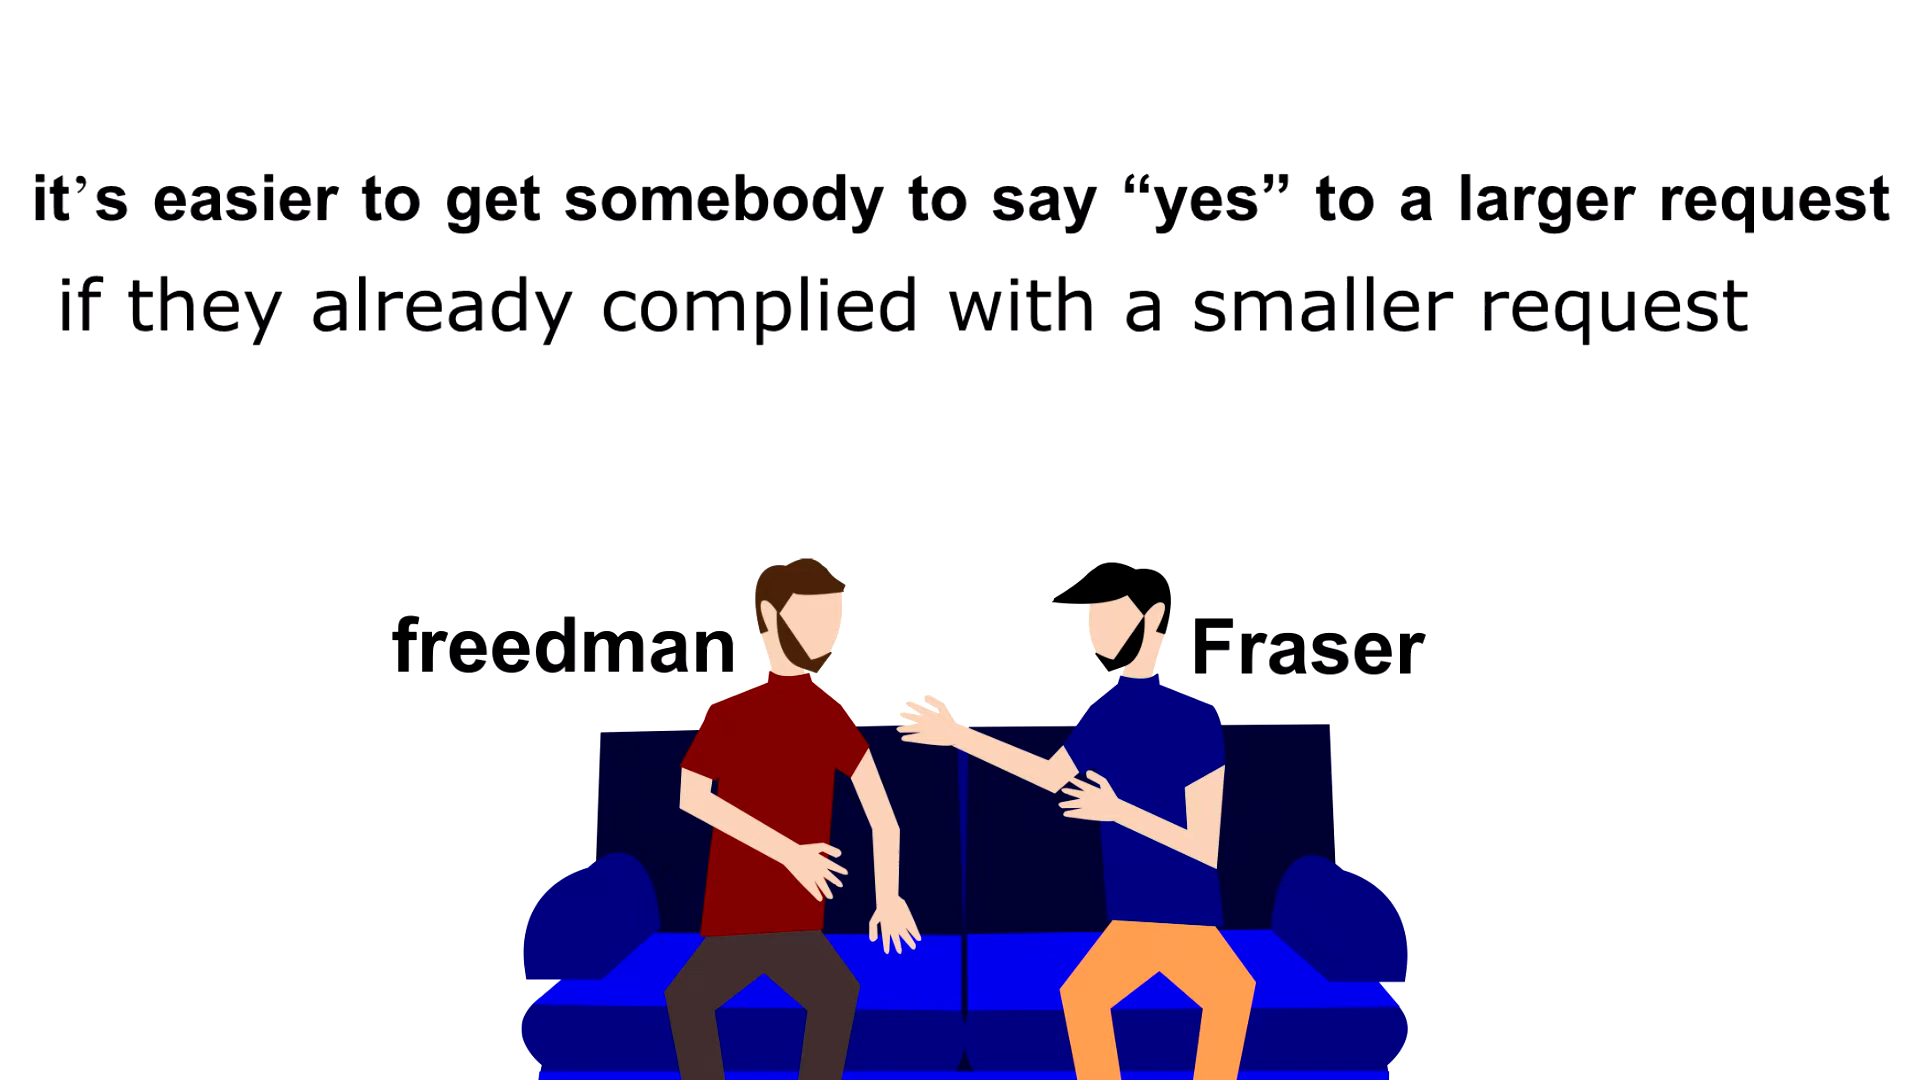 it’s easier to get somebody to say “yes” to a larger request
if they already complied with a smaller request
freedman
Fraser